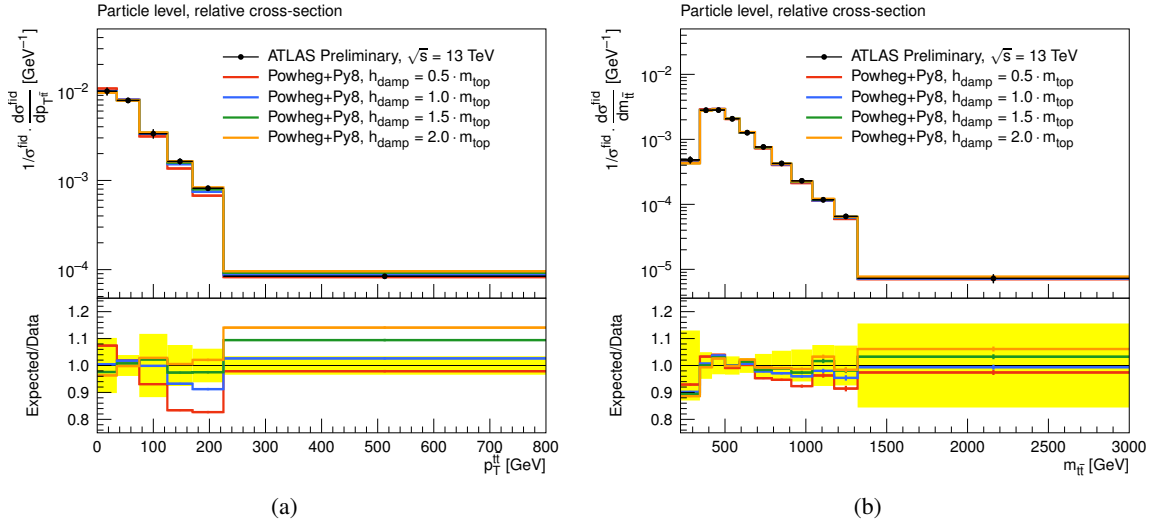 Particle level, relative cross-section
1/σ^fid · dσ^fid/dp_T^tt̄ [GeV⁻¹]
ATLAS Preliminary, √s = 13 TeV
Powheg+Py8, h_damp = 0.5 · m_top
Powheg+Py8, h_damp = 1.0 · m_top
Powheg+Py8, h_damp = 1.5 · m_top
Powheg+Py8, h_damp = 2.0 · m_top
10⁻²
10⁻³
10⁻⁴
Expected/Data
1.2
1.1
1.0
0.9
0.8
0 100 200 300 400 500 600 700 800
p_T^tt̄ [GeV]
(a)
Particle level, relative cross-section
1/σ^fid · dσ^fid/dm_tt̄ [GeV⁻¹]
ATLAS Preliminary, √s = 13 TeV
Powheg+Py8, h_damp = 0.5 · m_top
Powheg+Py8, h_damp = 1.0 · m_top
Powheg+Py8, h_damp = 1.5 · m_top
Powheg+Py8, h_damp = 2.0 · m_top
10⁻¹
10⁻²
10⁻³
10⁻⁴
10⁻⁵
Expected/Data
1.2
1.1
1.0
0.9
0.8
500 1000 1500 2000 2500 3000
m_tt̄ [GeV]
(b)